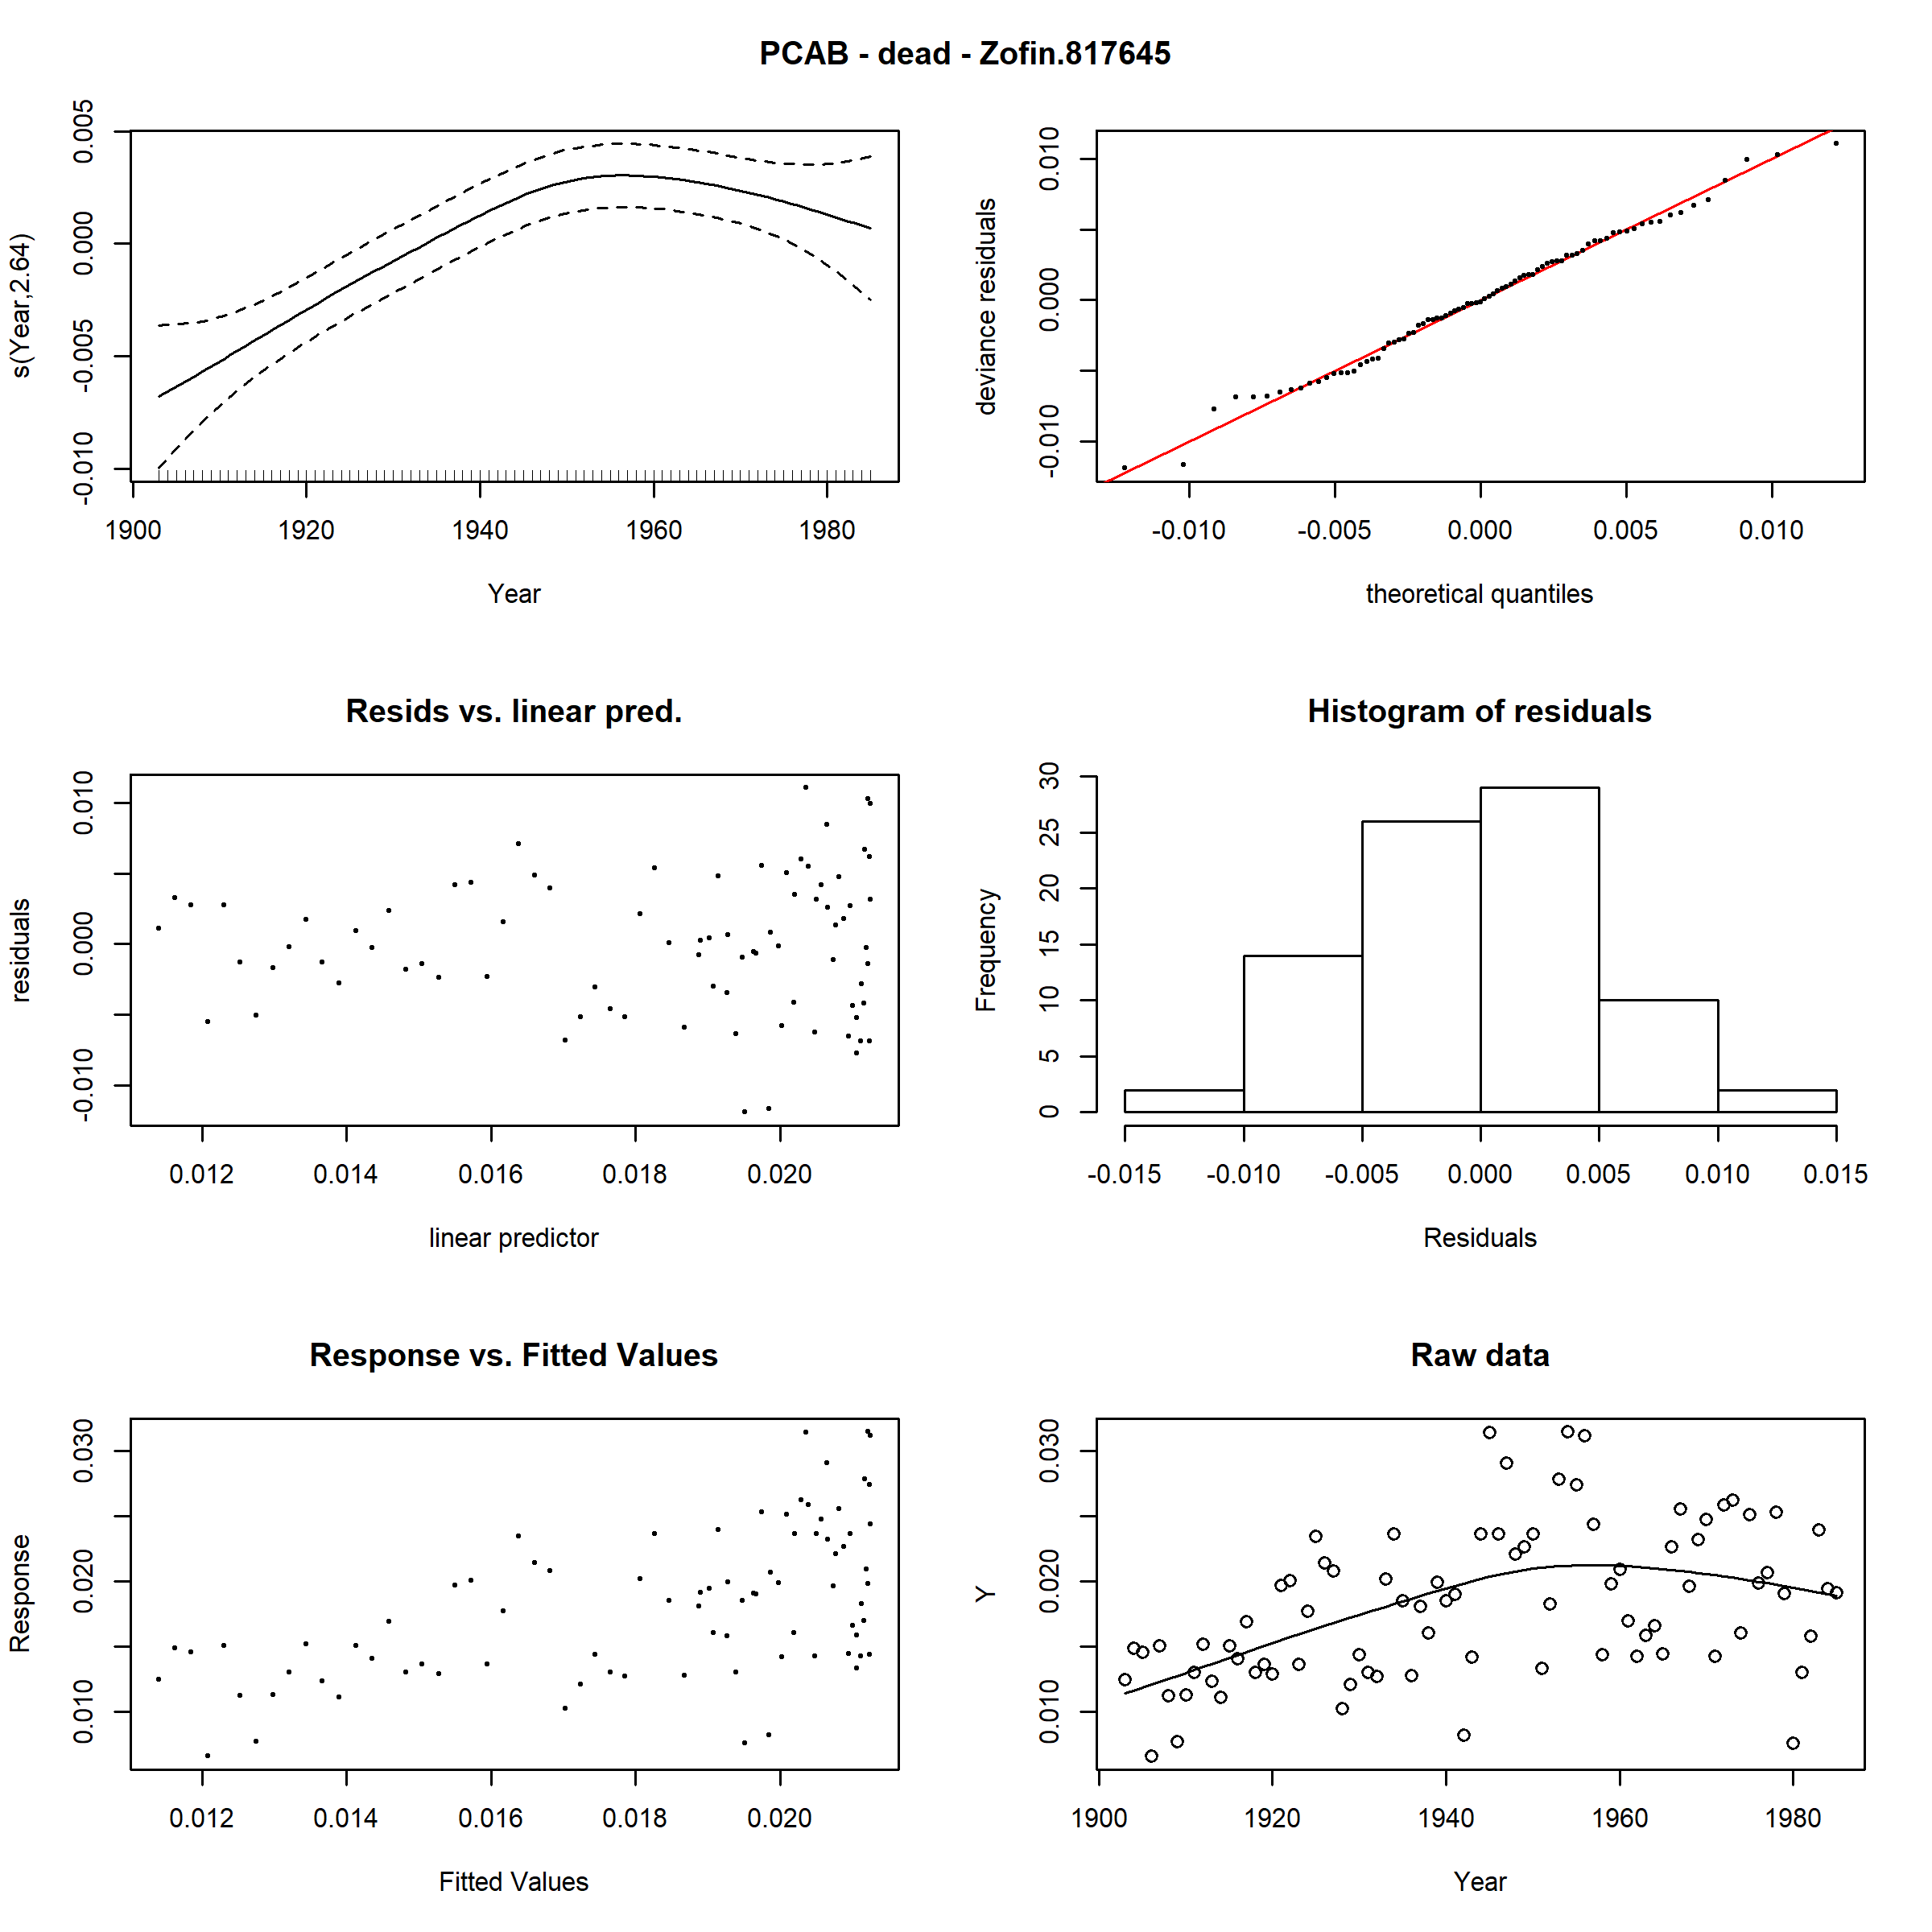 PCAB - dead - Zofin.817645
s(Year,2.64)
0.005
0.000
-0.005
-0.010
1900 1920 1940 1960 1980
Year
deviance residuals
0.010
0.000
-0.010
-0.010 -0.005 0.000 0.005 0.010
theoretical quantiles
Resids vs. linear pred.
residuals
0.010
0.000
-0.010
0.012 0.014 0.016 0.018 0.020
linear predictor
Histogram of residuals
Frequency
30
25
20
15
10
5
0
-0.015 -0.010 -0.005 0.000 0.005 0.010 0.015
Residuals
Response vs. Fitted Values
Response
0.030
0.020
0.010
0.012 0.014 0.016 0.018 0.020
Fitted Values
Raw data
Y
0.030
0.020
0.010
1900 1920 1940 1960 1980
Year